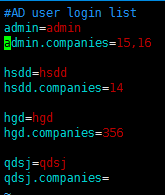 #AD user login list
admin=admin
admin.companies=15,16
hsdd=hsdd
hsdd.companies=14
hgd=hgd
hgd.companies=356
qdsj=qdsj
qdsj.companies=
~